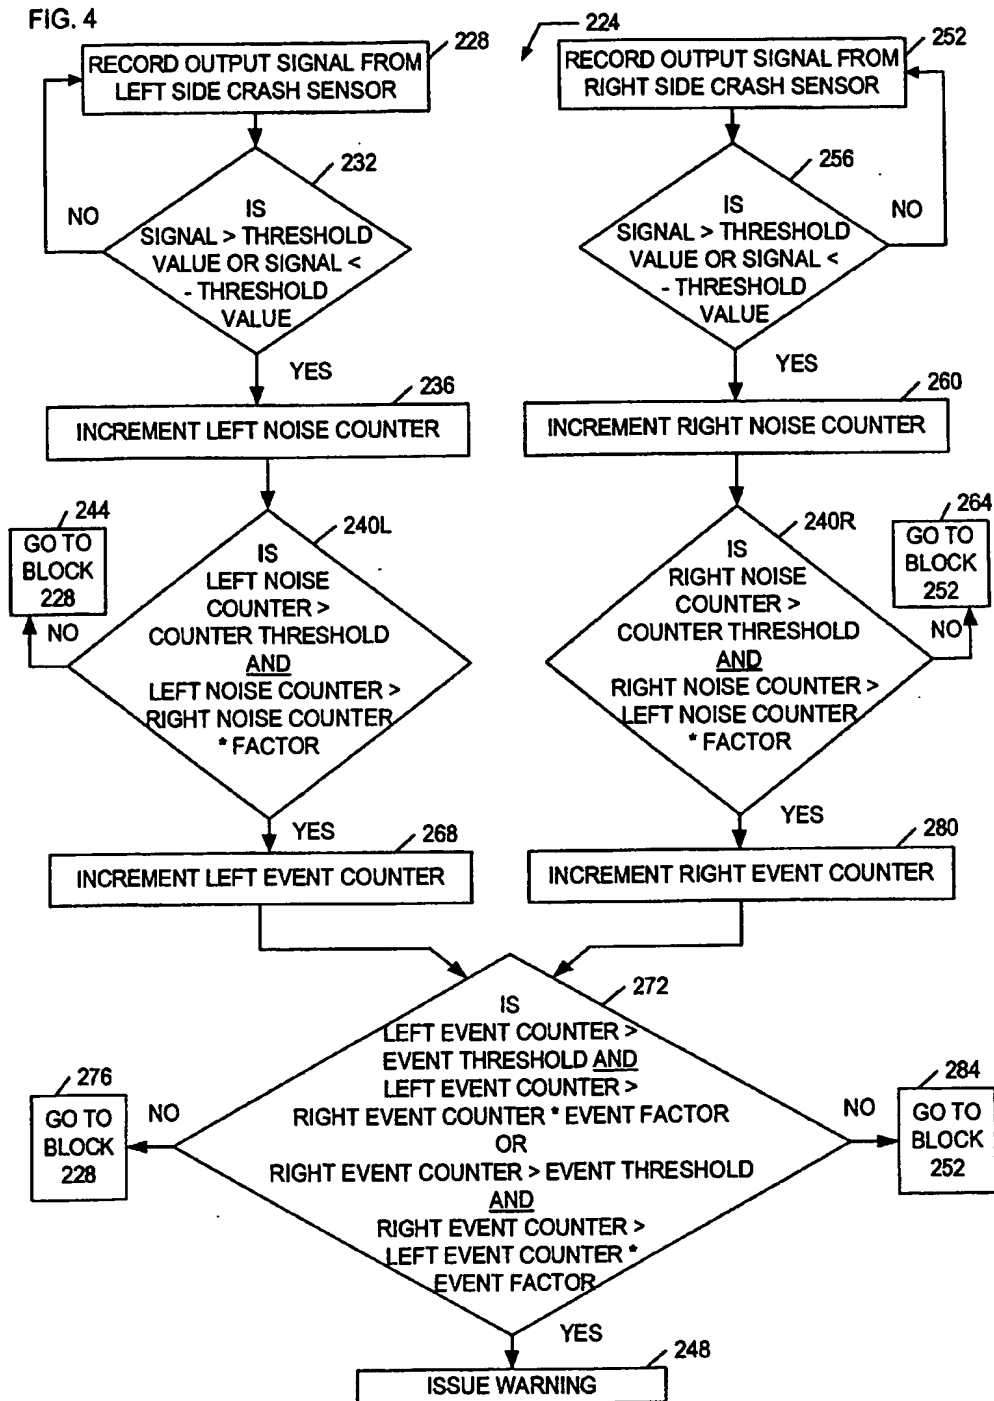 FIG. 4
224
228
RECORD OUTPUT SIGNAL FROM
LEFT SIDE CRASH SENSOR
232
IS
SIGNAL > THRESHOLD
VALUE OR SIGNAL <
- THRESHOLD
VALUE
NO
YES
236
INCREMENT LEFT NOISE COUNTER
240L
IS
LEFT NOISE
COUNTER >
COUNTER THRESHOLD
AND
LEFT NOISE COUNTER >
RIGHT NOISE COUNTER
* FACTOR
244
GO TO
BLOCK
228
NO
YES
268
INCREMENT LEFT EVENT COUNTER
252
RECORD OUTPUT SIGNAL FROM
RIGHT SIDE CRASH SENSOR
256
IS
SIGNAL > THRESHOLD
VALUE OR SIGNAL <
- THRESHOLD
VALUE
NO
YES
260
INCREMENT RIGHT NOISE COUNTER
240R
IS
RIGHT NOISE
COUNTER >
COUNTER THRESHOLD
AND
RIGHT NOISE COUNTER >
LEFT NOISE COUNTER
* FACTOR
264
GO TO
BLOCK
252
NO
YES
280
INCREMENT RIGHT EVENT COUNTER
272
IS
LEFT EVENT COUNTER >
EVENT THRESHOLD AND
LEFT EVENT COUNTER >
RIGHT EVENT COUNTER * EVENT FACTOR
OR
RIGHT EVENT COUNTER > EVENT THRESHOLD
AND
RIGHT EVENT COUNTER >
LEFT EVENT COUNTER *
EVENT FACTOR
276
GO TO
BLOCK
228
NO
284
GO TO
BLOCK
252
NO
YES
248
ISSUE WARNING